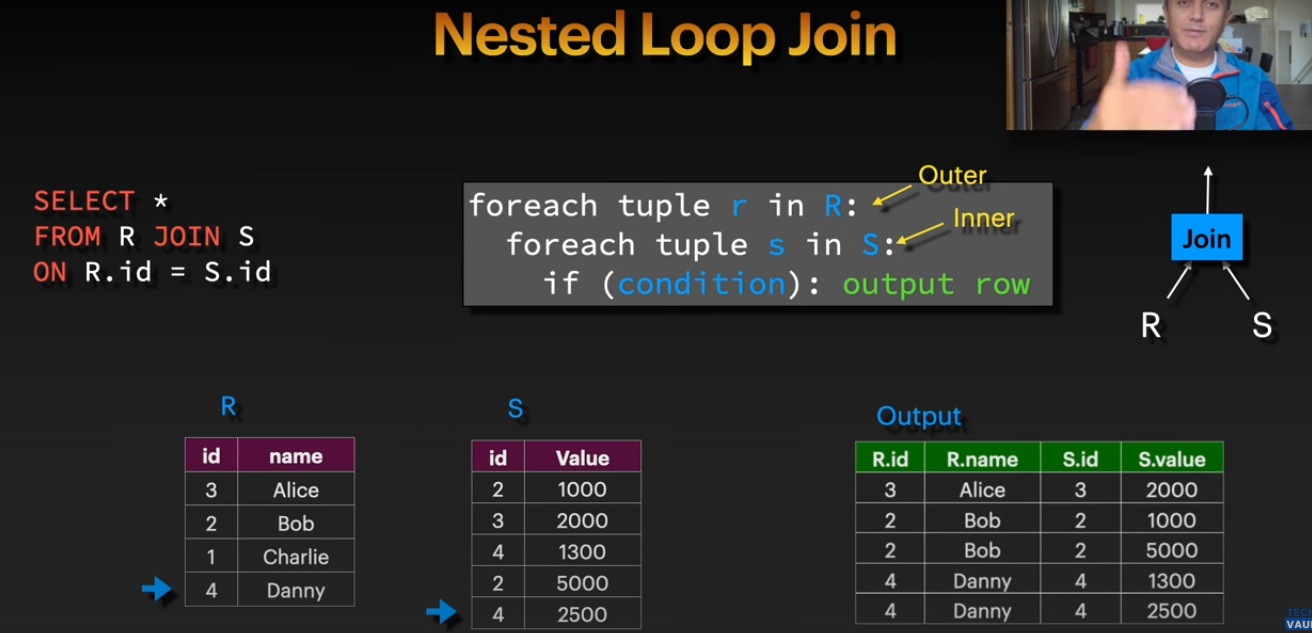 Nested Loop Join
SELECT *
FROM R JOIN S
ON R.id = S.id
Outer
foreach tuple r in R:
Inner
foreach tuple s in S:
if (condition): output row
Join
R S
R
id name
3 Alice
2 Bob
1 Charlie
4 Danny
S
id Value
2 1000
3 2000
4 1300
2 5000
4 2500
Output
R.id R.name S.id S.value
3 Alice 3 2000
2 Bob 2 1000
2 Bob 2 5000
4 Danny 4 1300
4 Danny 4 2500